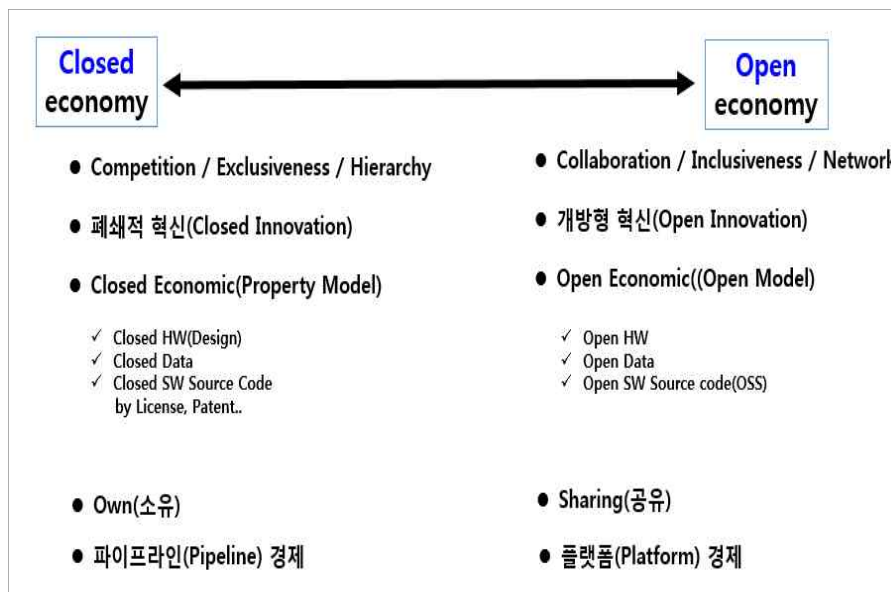 Closed
economy
Open
economy
● Competition / Exclusiveness / Hierarchy
● 폐쇄적 혁신(Closed Innovation)
● Closed Economic(Property Model)
✓ Closed HW(Design)
✓ Closed Data
✓ Closed SW Source Code
by License, Patent..
● Own(소유)
● 파이프라인(Pipeline) 경제
● Collaboration / Inclusiveness / Network
● 개방형 혁신(Open Innovation)
● Open Economic((Open Model)
✓ Open HW
✓ Open Data
✓ Open SW Source code(OSS)
● Sharing(공유)
● 플랫폼(Platform) 경제